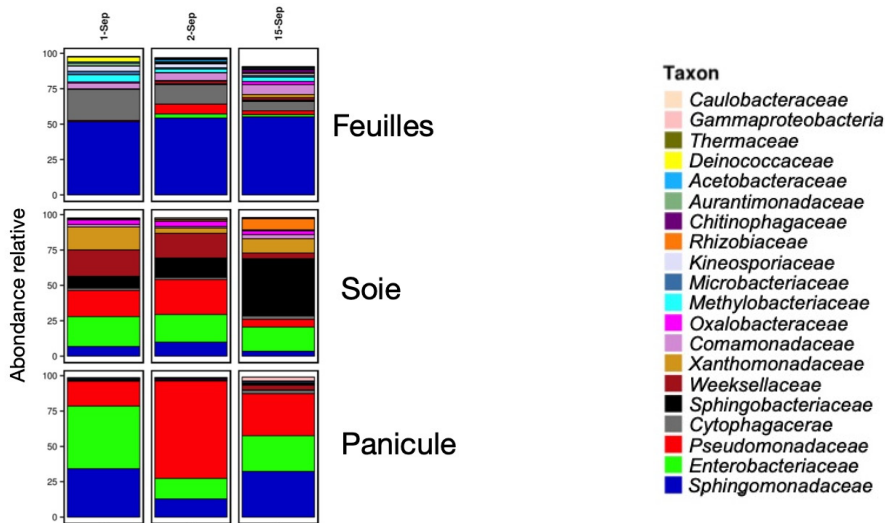 1-Sep
2-Sep
15-Sep
Abondance relative
100
75
50
25
0
Feuilles
100
75
50
25
0
Soie
100
75
50
25
0
Panicule
Taxon
Caulobacteraceae
Gammaproteobacteria
Thermaceae
Deinococcaceae
Acetobacteraceae
Aurantimonadaceae
Chitinophagaceae
Rhizobiaceae
Kineosporiaceae
Microbacteriaceae
Methylobacteriaceae
Oxalobacteraceae
Comamonadaceae
Xanthomonadaceae
Weeksellaceae
Sphingobacteriaceae
Cytophagacerae
Pseudomonadaceae
Enterobacteriaceae
Sphingomonadaceae